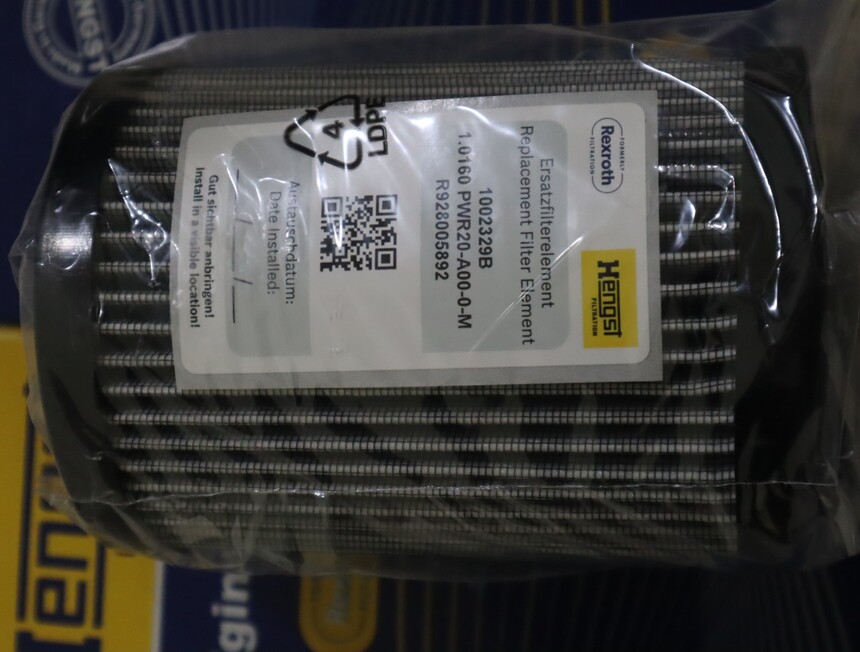 FORMERLY
Rexroth
FILTRATION
Hengst
FILTRATION
Ersatzfilterelement
Replacement Filter Element
1002329B
1.0160 PWR20-A00-0-M
R928005892
4
LDPE
Austauschdatum:
Date Installed:
_ / _ / _
Gut sichtbar anbringen!
Install in a visible location!